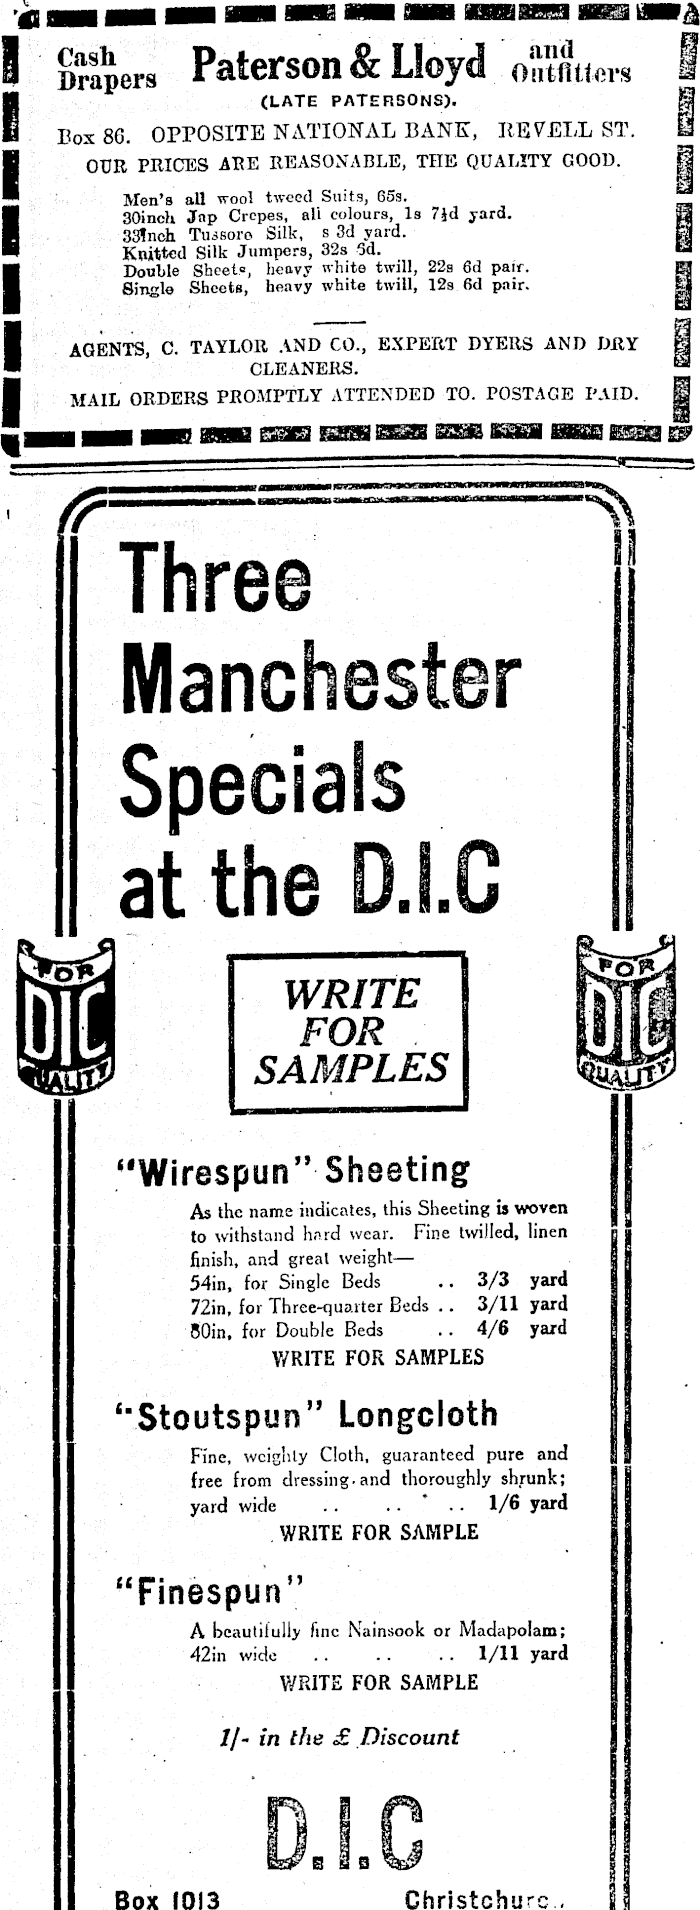 Cash
Drapers
Paterson & Lloyd
and
Outfitters
(LATE PATERSONS).
Box 86. OPPOSITE NATIONAL BANK, REVELL ST.
OUR PRICES ARE REASONABLE, THE QUALITY GOOD.
Men's all wool tweed Suits, 65s.
30inch Jap Crepes, all colours, 1s 7½d yard.
33inch Tussore Silk, s 3d yard.
Knitted Silk Jumpers, 32s 6d.
Double Sheets, heavy white twill, 22s 6d pair.
Single Sheets, heavy white twill, 12s 6d pair.
AGENTS, C. TAYLOR AND CO., EXPERT DYERS AND DRY
CLEANERS.
MAIL ORDERS PROMPTLY ATTENDED TO. POSTAGE PAID.
Three
Manchester
Specials
at the D.I.C
FOR
DIC
QUALITY
WRITE
FOR
SAMPLES
FOR
DIC
QUALITY
"Wirespun" Sheeting
As the name indicates, this Sheeting is woven
to withstand hard wear. Fine twilled, linen
finish, and great weight—
54in, for Single Beds .. 3/3 yard
72in, for Three-quarter Beds .. 3/11 yard
80in, for Double Beds .. 4/6 yard
WRITE FOR SAMPLES
"Stoutspun" Longcloth
Fine, weighty Cloth, guaranteed pure and
free from dressing and thoroughly shrunk;
yard wide .. .. .. 1/6 yard
WRITE FOR SAMPLE
"Finespun"
A beautifully fine Nainsook or Madapolam;
42in wide .. .. .. 1/11 yard
WRITE FOR SAMPLE
1/- in the £ Discount
D.I.C
Box 1013 Christchurc